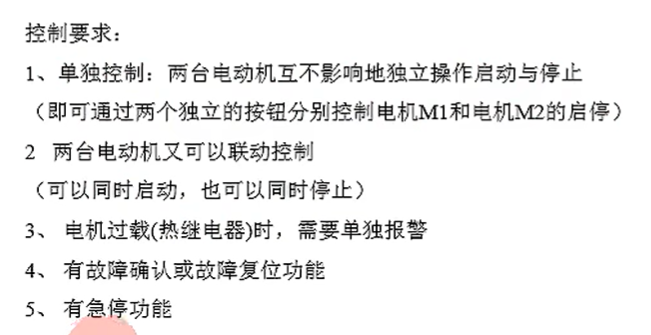 控制要求：
1、单独控制：两台电动机互不影响地独立操作启动与停止
（即可通过两个独立的按钮分别控制电机M1和电机M2的启停）
2 两台电动机又可以联动控制
（可以同时启动，也可以同时停止）
3、 电机过载(热继电器)时，需要单独报警
4、 有故障确认或故障复位功能
5、 有急停功能